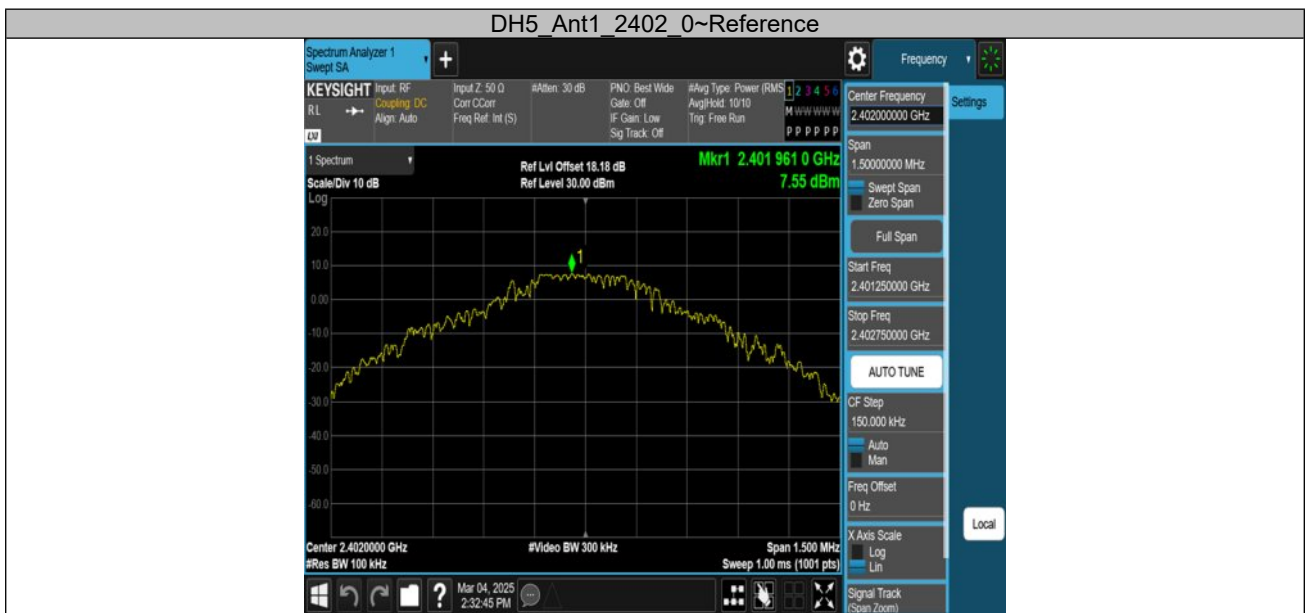 DH5_Ant1_2402_0~Reference
Spectrum Analyzer 1
Swept SA
+
Frequency
KEYSIGHT
RL
LXI
Input: RF
Coupling: DC
Align: Auto
Input Z: 50 Ω
Corr CCorr
Freq Ref: Int (S)
#Atten: 30 dB
PNO: Best Wide
Gate: Off
IF Gain: Low
Sig Track: Off
#Avg Type: Power (RMS
Avg|Hold: 10/10
Trig: Free Run
1 2 3 4 5 6
M W W W W W
P P P P P P
1 Spectrum
Scale/Div 10 dB
Log
Ref Lvl Offset 18.18 dB
Ref Level 30.00 dBm
Mkr1 2.401 961 0 GHz
7.55 dBm
20.0
10.0
0.00
-10.0
-20.0
-30.0
-40.0
-50.0
-60.0
1
Center 2.4020000 GHz
#Res BW 100 kHz
#Video BW 300 kHz
Span 1.500 MHz
Sweep 1.00 ms (1001 pts)
?
Mar 04, 2025
2:32:45 PM
Center Frequency
2.402000000 GHz
Settings
Span
1.50000000 MHz
Swept Span
Zero Span
Full Span
Start Freq
2.401250000 GHz
Stop Freq
2.402750000 GHz
AUTO TUNE
CF Step
150.000 kHz
Auto
Man
Freq Offset
0 Hz
Local
X Axis Scale
Log
Lin
Signal Track
(Span Zoom)